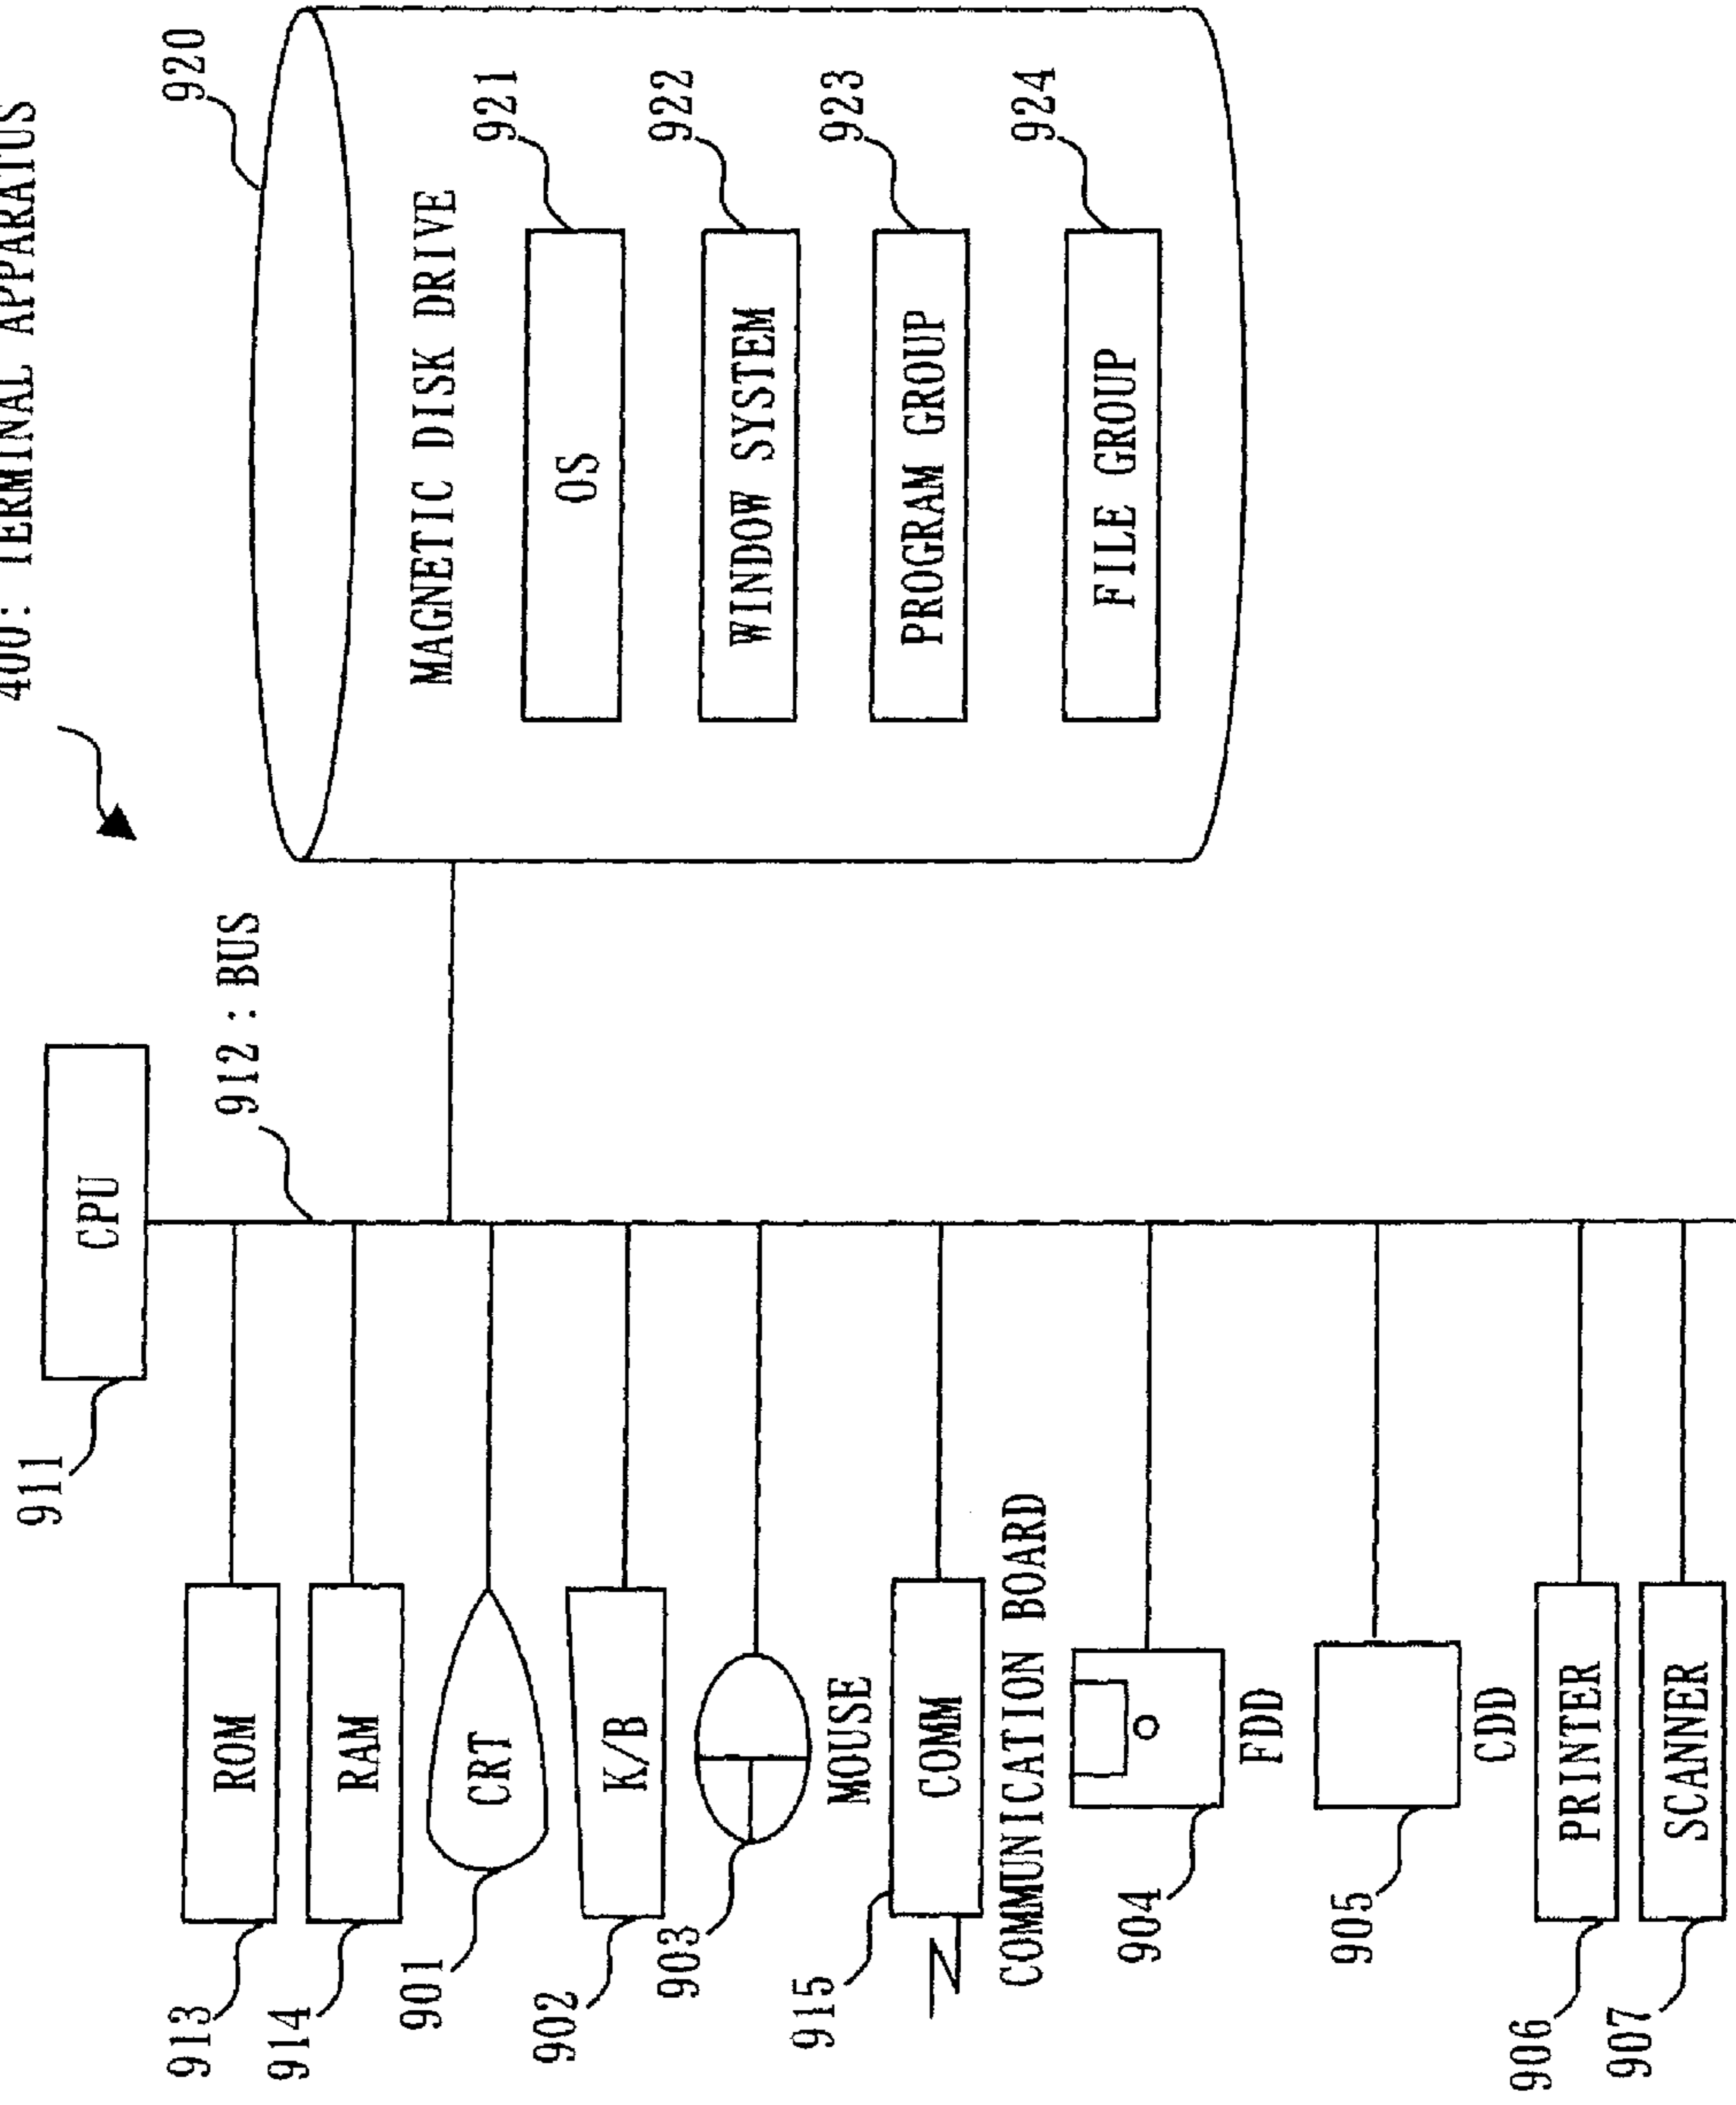 400: TERMINAL APPARATUS
911
CPU
912 : BUS
920
MAGNETIC DISK DRIVE
921
OS
922
WINDOW SYSTEM
923
PROGRAM GROUP
924
FILE GROUP
913
ROM
914
RAM
901
CRT
902
K/B
903
MOUSE
915
COMM
COMMUNICATION BOARD
904
FDD
905
CDD
906
PRINTER
907
SCANNER